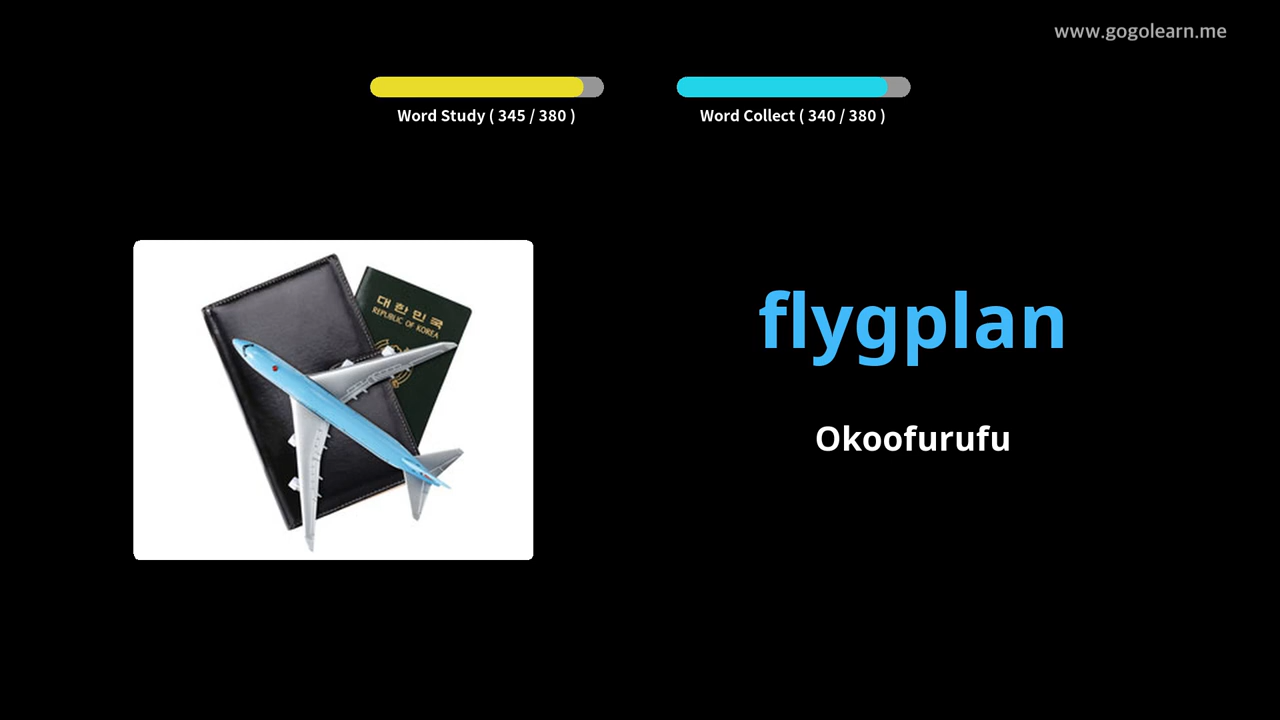 www.gogolearn.me
Word Study ( 345 / 380 )
Word Collect ( 340 / 380 )
대한민국
REPUBLIC OF KOREA
flygplan
Okoofurufu